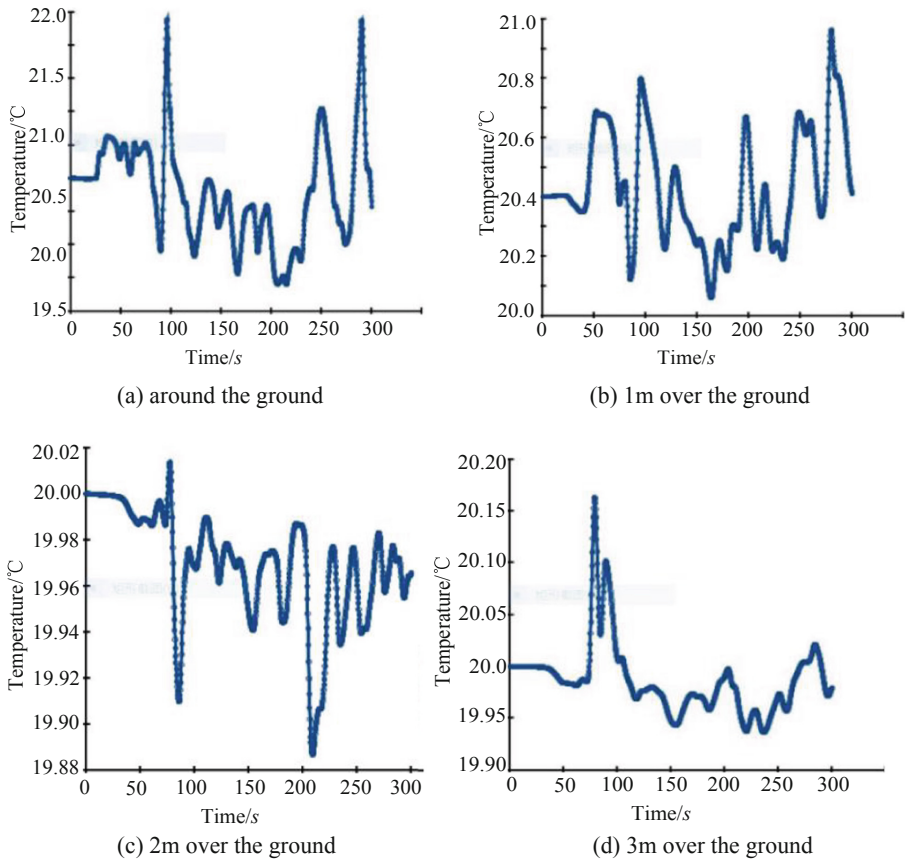 22.0
21.5
21.0
20.5
20.0
19.5
0 50 100 150 200 250 300
Temperature/℃
Time/s
(a) around the ground
21.0
20.8
20.6
20.4
20.2
20.0
0 50 100 150 200 250 300
Temperature/℃
Time/s
(b) 1m over the ground
20.02
20.00
19.98
19.96
19.94
19.92
19.90
19.88
0 50 100 150 200 250 300
Temperature/℃
Time/s
(c) 2m over the ground
20.20
20.15
20.10
20.05
20.0
19.95
19.90
0 50 100 150 200 250 300
Temperature/℃
Time/s
(d) 3m over the ground